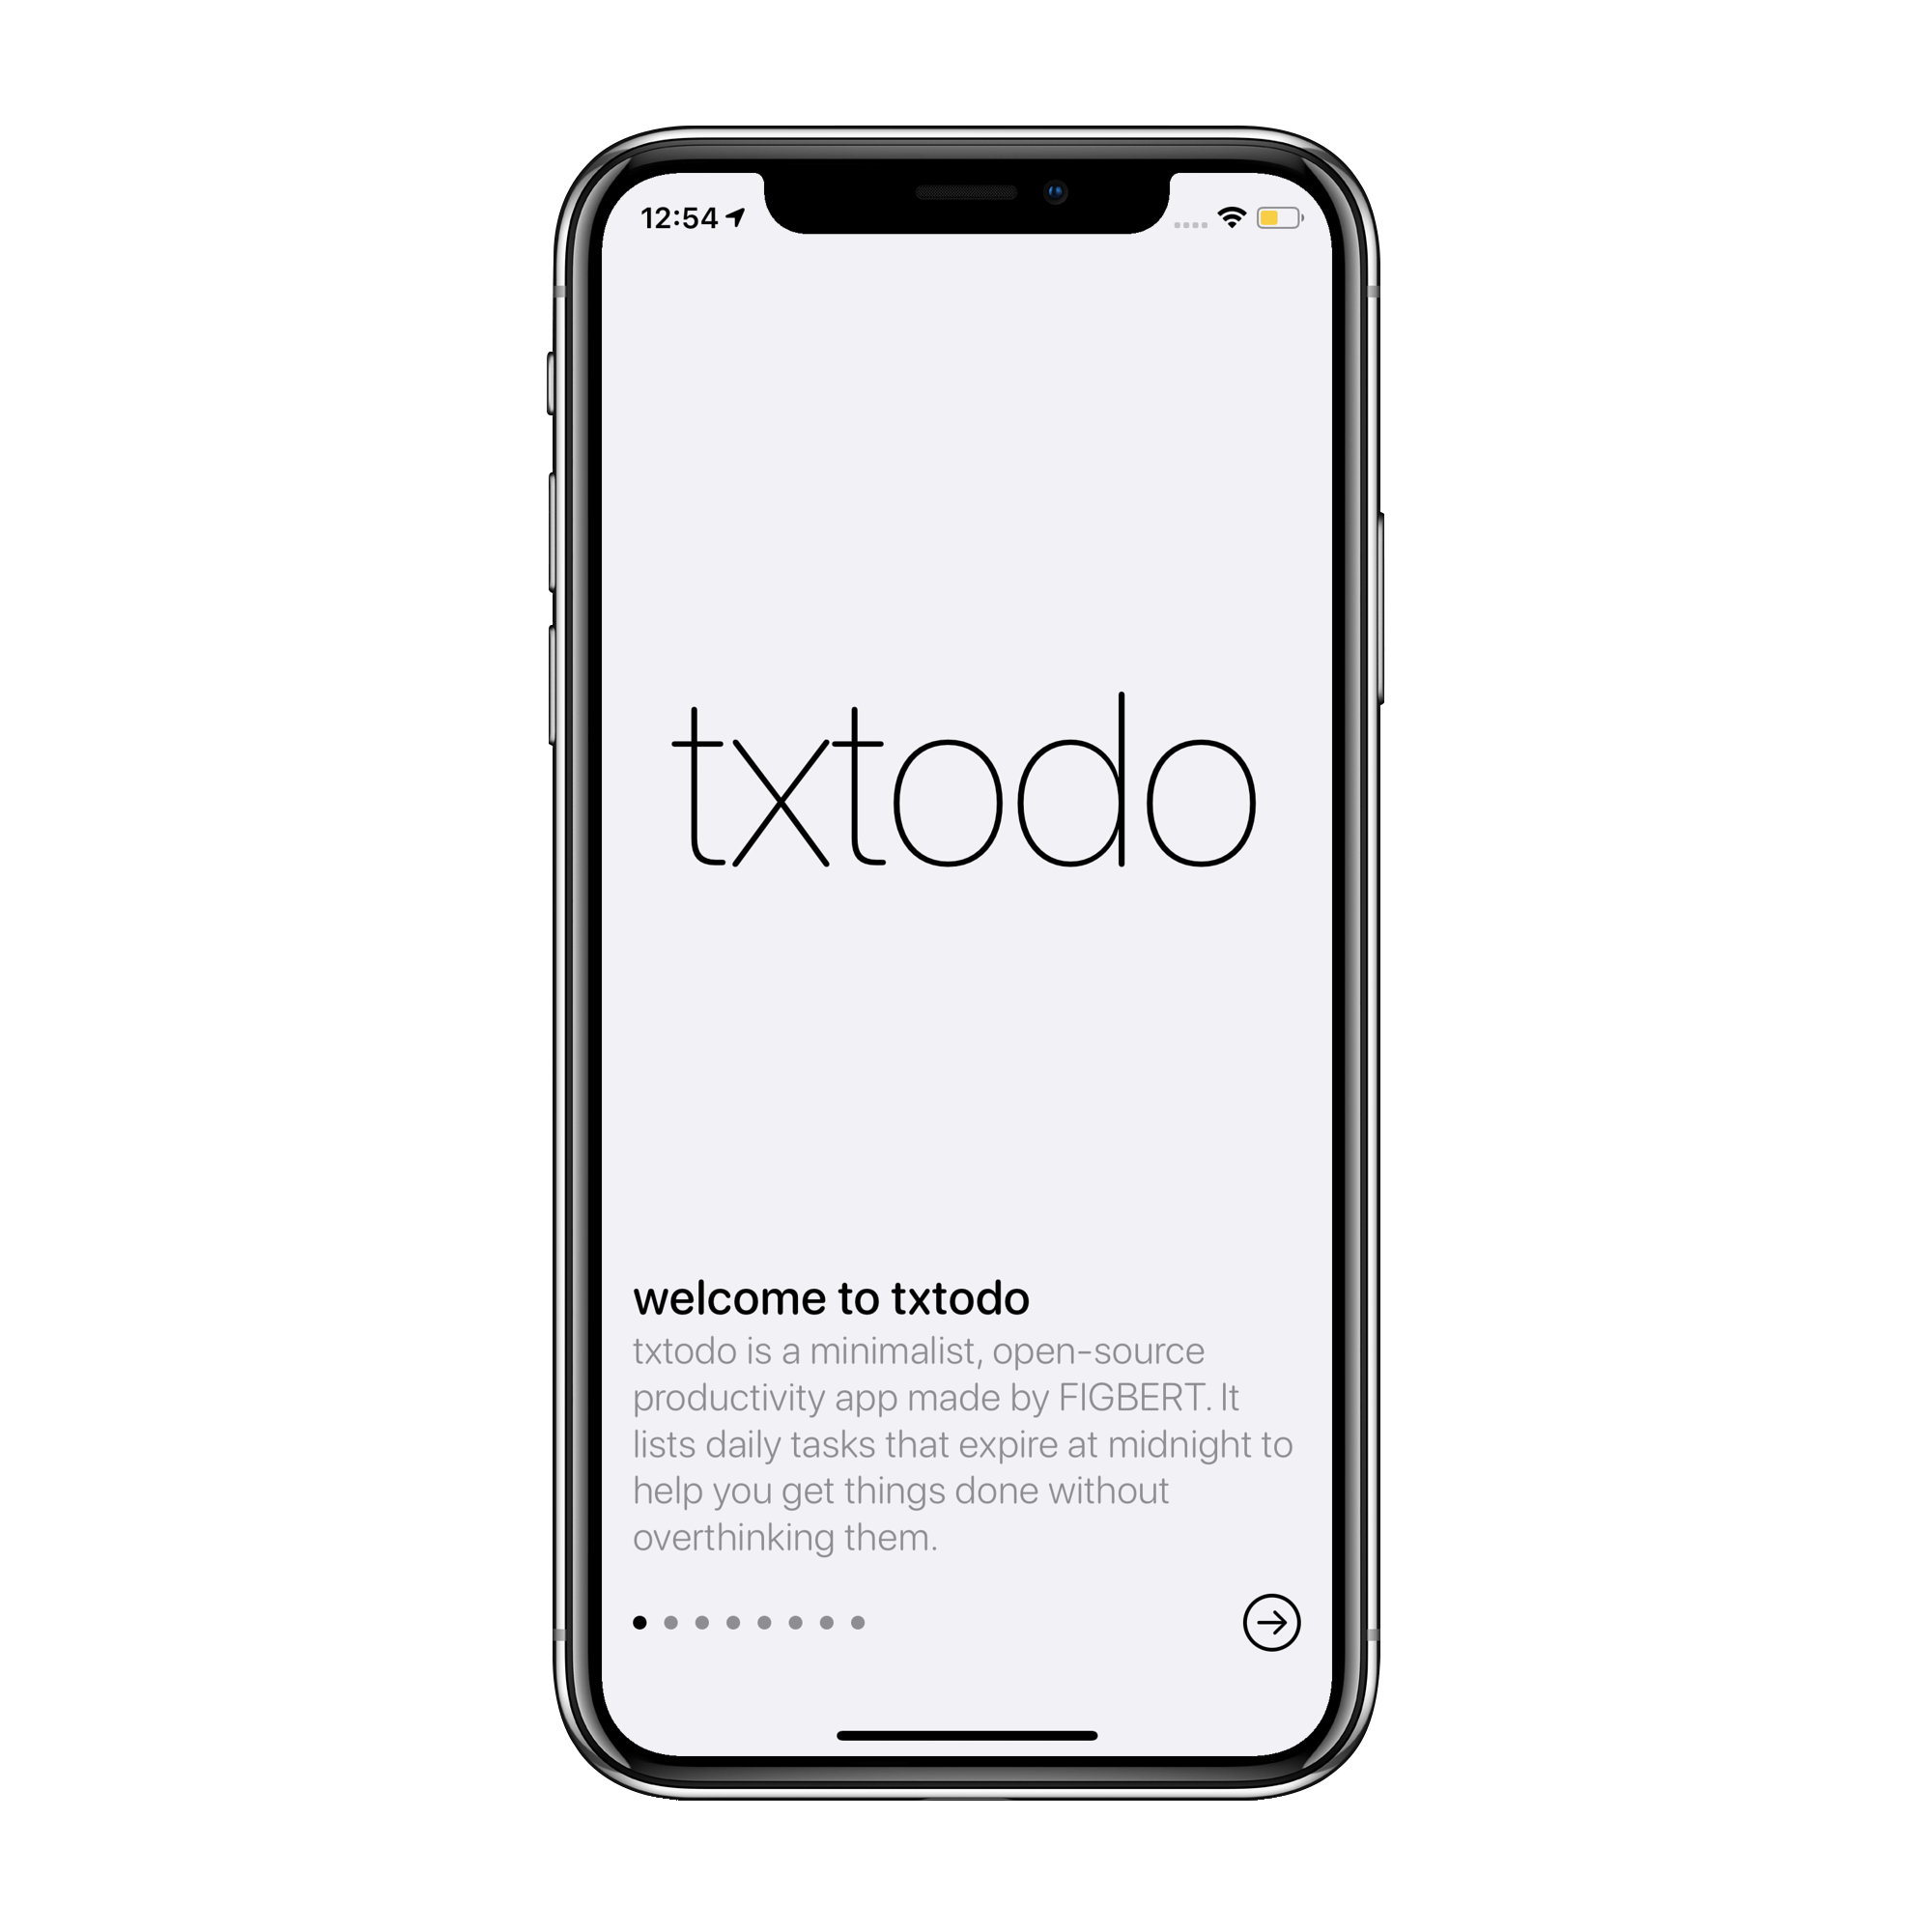 12:54
txtodo
welcome to txtodo
txtodo is a minimalist, open-source
productivity app made by FIGBERT. It
lists daily tasks that expire at midnight to
help you get things done without
overthinking them.